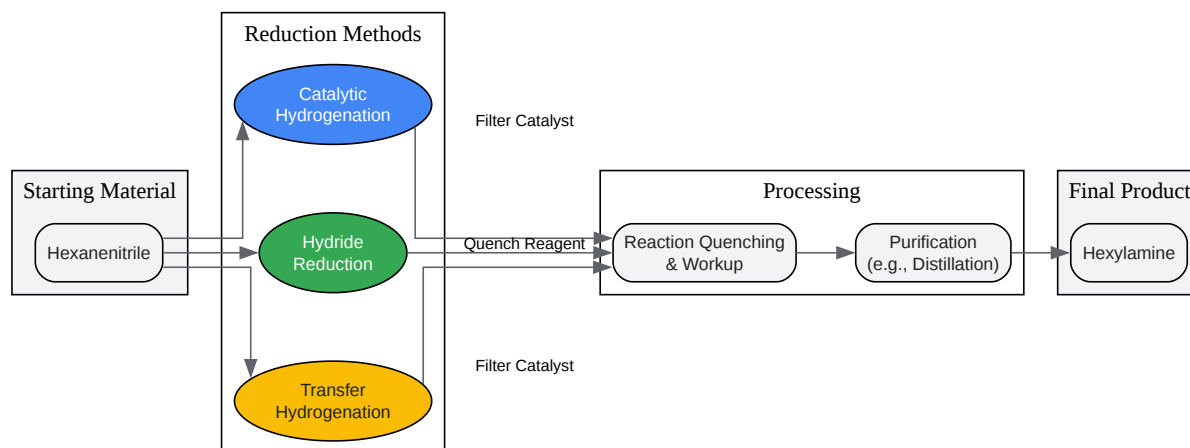 Reduction Methods
Catalytic
Hydrogenation
Filter Catalyst
Starting Material
Hexanenitrile
Hydride
Reduction
Quench Reagent
Processing
Reaction Quenching
& Workup
Purification
(e.g., Distillation)
Final Product
Hexylamine
Filter Catalyst
Transfer
Hydrogenation